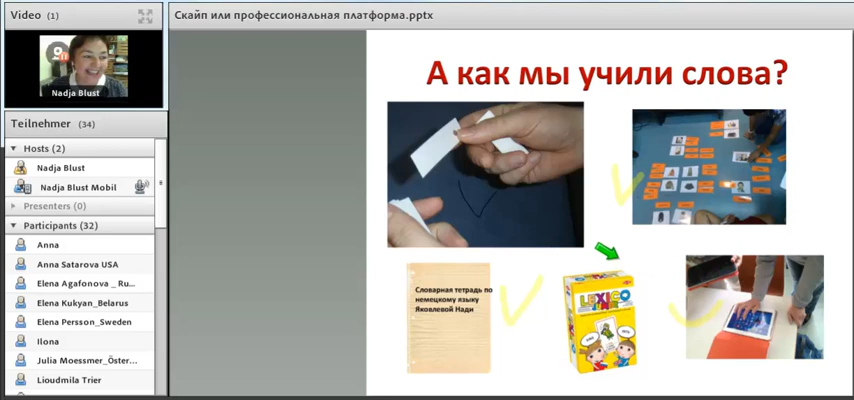 Video (1)
Nadja Blust
Teilnehmer (34)
Hosts (2)
Nadja Blust
Nadja Blust Mobil
Presenters (0)
Participants (32)
Anna
Anna Satarova USA
Elena Agafonova _ Ru...
Elena Kukyan_Belarus
Elena Persson_Sweden
Ilona
Julia Moessmer_Öster...
Lioudmila Trier
Скайп или профессиональная платформа.pptx
А как мы учили слова?
Словарная тетрадь по
немецкому языку
Яковлевой Нади
LEXICO